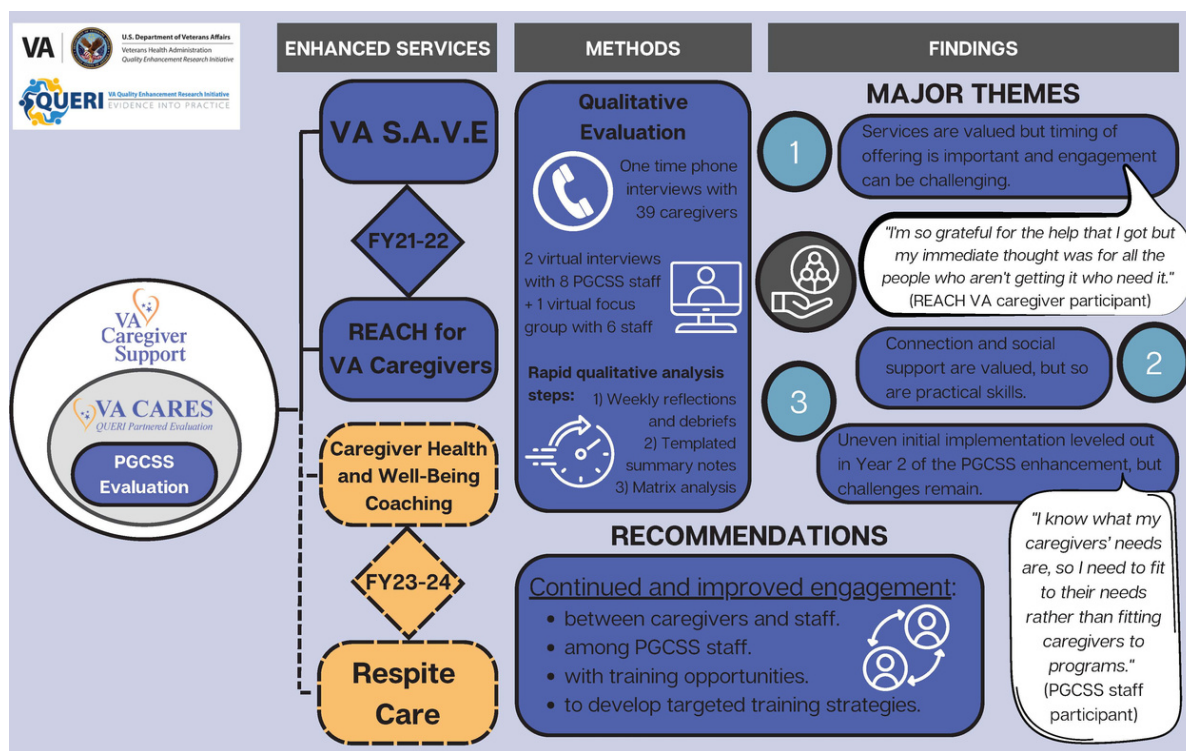 VA
U.S. Department of Veterans Affairs
Veterans Health Administration
Quality Enhancement Research Initiative
QUERI
VA Quality Enhancement Research Initiative
EVIDENCE INTO PRACTICE
VA
Caregiver
Support
VA CARES
QUERI Partnered Evaluation
PGCSS
Evaluation
ENHANCED SERVICES
VA S.A.V.E
FY21-22
REACH for
VA Caregivers
Caregiver Health
and Well-Being
Coaching
FY23-24
Respite
Care
METHODS
Qualitative
Evaluation
One time phone
interviews with
39 caregivers
2 virtual interviews
with 8 PGCSS staff
+ 1 virtual focus
group with 6 staff
Rapid qualitative analysis
steps: 1) Weekly reflections
and debriefs
2) Templated
summary notes
3) Matrix analysis
FINDINGS
MAJOR THEMES
1
Services are valued but timing of
offering is important and engagement
can be challenging.
"I'm so grateful for the help that I got but
my immediate thought was for all the
people who aren't getting it who need it."
(REACH VA caregiver participant)
2
Connection and social
support are valued, but so
are practical skills.
3
Uneven initial implementation leveled out
in Year 2 of the PGCSS enhancement, but
challenges remain.
"I know what my
caregivers' needs
are, so I need to fit
to their needs
rather than fitting
caregivers to
programs."
(PGCSS staff
participant)
RECOMMENDATIONS
Continued and improved engagement:
• between caregivers and staff.
• among PGCSS staff.
• with training opportunities.
• to develop targeted training strategies.